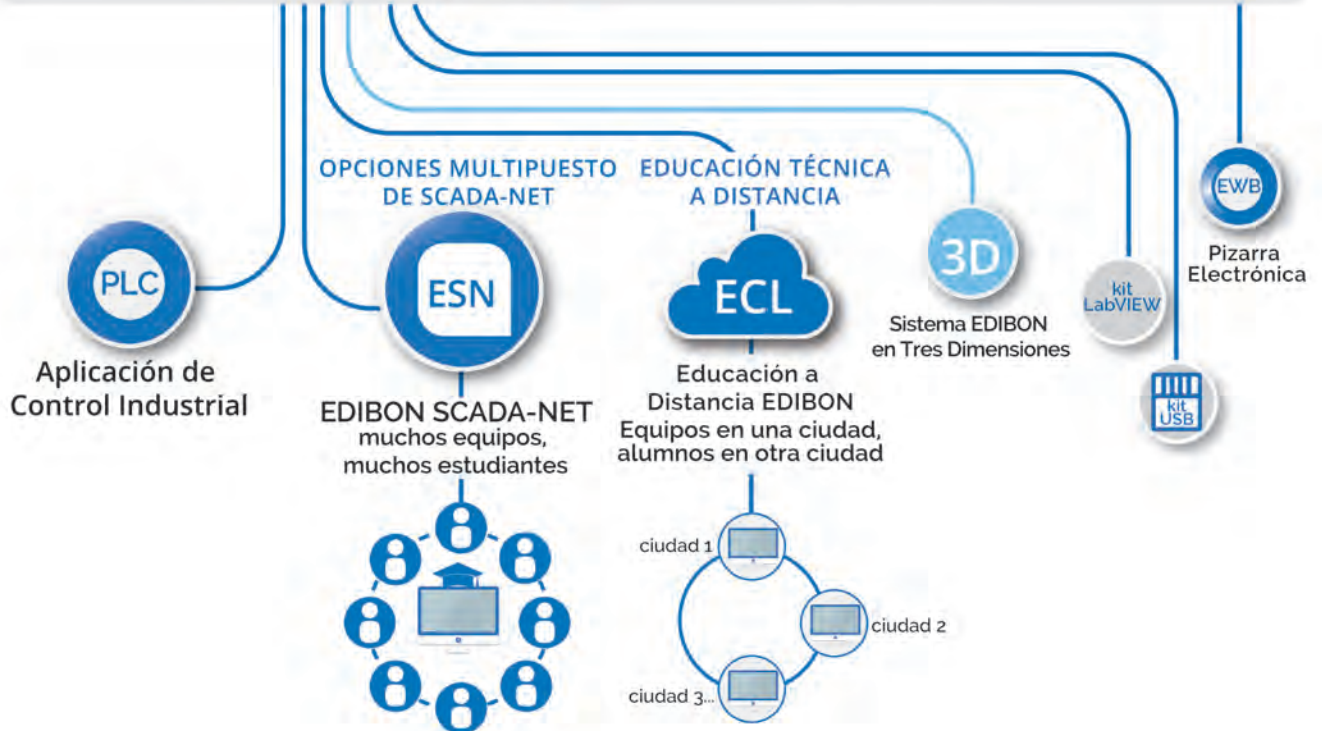 OPCIONES MULTIPUESTO
DE SCADA-NET
EDUCACIÓN TÉCNICA
A DISTANCIA
PLC
Aplicación de
Control Industrial
ESN
EDIBON SCADA-NET
muchos equipos,
muchos estudiantes
ECL
Educación a
Distancia EDIBON
Equipos en una ciudad,
alumnos en otra ciudad
ciudad 1
ciudad 2
ciudad 3...
3D
Sistema EDIBON
en Tres Dimensiones
kit
LabVIEW
kit
USB
EWB
Pizarra
Electrónica